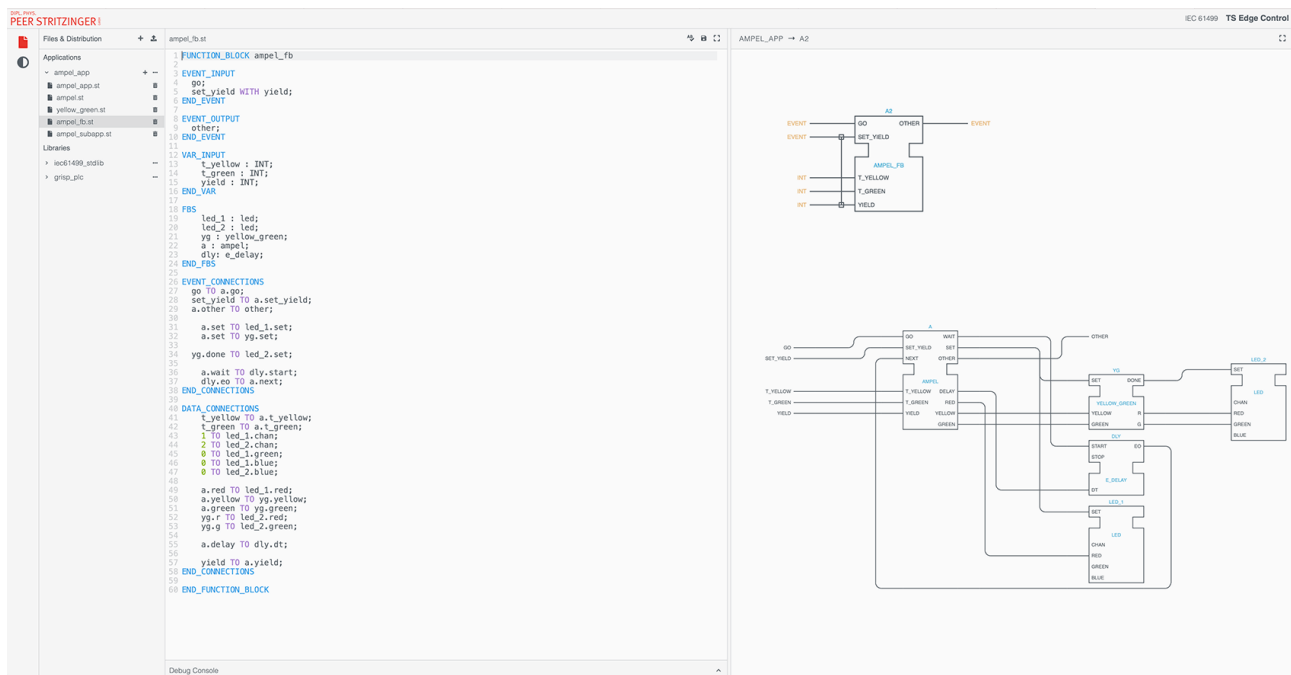 DIPL. PHYS.
PEER STRITZINGER
IEC 61499 TS Edge Control
Files & Distribution
Applications
ampel_app
ampel_app.st
ampel.st
yellow_green.st
ampel_fb.st
ampel_subapp.st
Libraries
iec61499_stdlib
grisp_plc
ampel_fb.st
1 FUNCTION_BLOCK ampel_fb
2
3 EVENT_INPUT
4 go;
5 set_yield WITH yield;
6 END_EVENT
7
8 EVENT_OUTPUT
9 other;
10 END_EVENT
11
12 VAR_INPUT
13 t_yellow : INT;
14 t_green : INT;
15 yield : INT;
16 END_VAR
17
18 FBS
19 led_1 : led;
20 led_2 : led;
21 yg : yellow_green;
22 a : ampel;
23 dly: e_delay;
24 END_FBS
25
26 EVENT_CONNECTIONS
27 go TO a.go;
28 set_yield TO a.set_yield;
29 a.other TO other;
30
31 a.set TO led_1.set;
32 a.set TO yg.set;
33
34 yg.done TO led_2.set;
35
36 a.wait TO dly.start;
37 dly.eo TO a.next;
38 END_CONNECTIONS
39
40 DATA_CONNECTIONS
41 t_yellow TO a.t_yellow;
42 t_green TO a.t_green;
43 1 TO led_1.chan;
44 2 TO led_2.chan;
45 0 TO led_1.green;
46 0 TO led_1.blue;
47 0 TO led_2.blue;
48
49 a.red TO led_1.red;
50 a.yellow TO yg.yellow;
51 a.green TO yg.green;
52 yg.r TO led_2.red;
53 yg.g TO led_2.green;
54
55 a.delay TO dly.dt;
56
57 yield TO a.yield;
58 END_CONNECTIONS
59
60 END_FUNCTION_BLOCK
Debug Console
AMPEL_APP → A2
A2
EVENT GO OTHER EVENT
EVENT SET_YIELD
AMPEL_FB
INT T_YELLOW
INT T_GREEN
INT YIELD
A
GO WAIT OTHER
GO
SET_YIELD SET
SET_YIELD
NEXT OTHER
AMPEL
T_YELLOW T_YELLOW DELAY
T_GREEN T_GREEN RED
YIELD YIELD YELLOW
GREEN
YG
SET DONE
YELLOW_GREEN
YELLOW R
GREEN G
LED_2
SET
LED
CHAN
RED
GREEN
BLUE
DLY
START EO
STOP
E_DELAY
DT
LED_1
SET
LED
CHAN
RED
GREEN
BLUE